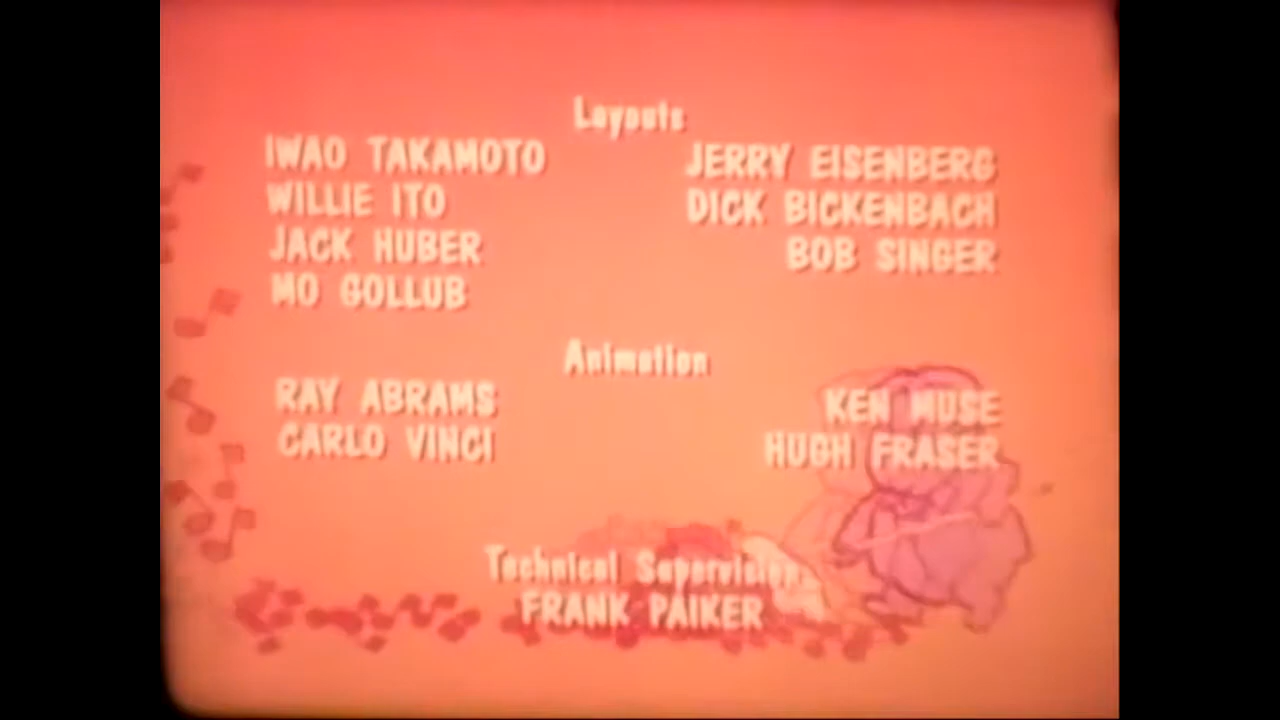 Layouts
IWAO TAKAMOTO JERRY EISENBERG
WILLIE ITO DICK BICKENBACH
JACK HUBER BOB SINGER
MO GOLLUB
Animation
RAY ABRAMS KEN MUSE
CARLO VINCI HUGH FRASER
Technical Supervision
FRANK PAIKER